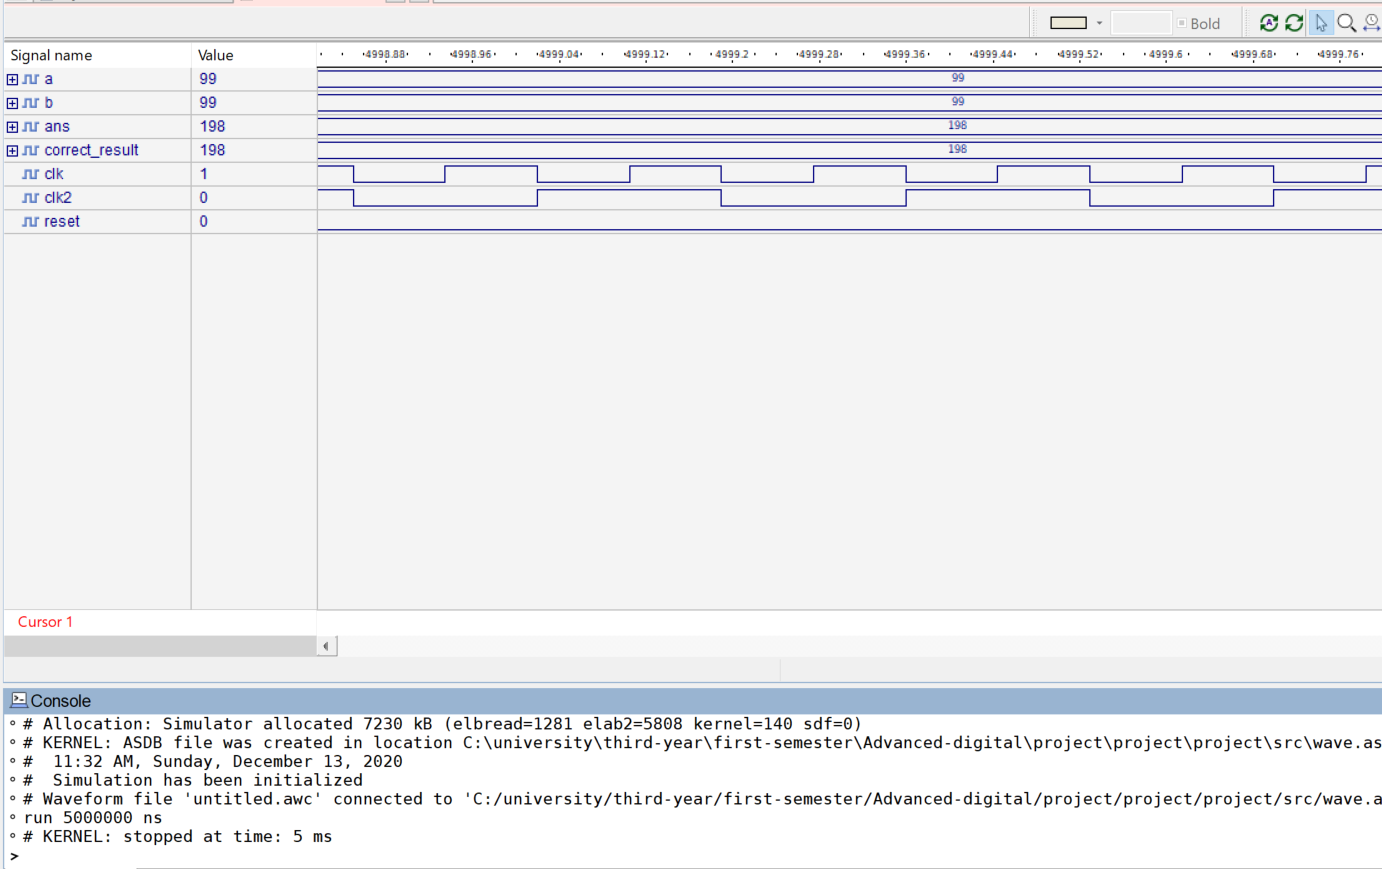 Bold
Signal name Value 4998.88 4998.96 4999.04 4999.12 4999.2 4999.28 4999.36 4999.44 4999.52 4999.6 4999.68 4999.76
a 99 99
b 99 99
ans 198 198
correct_result 198 198
clk 1
clk2 0
reset 0
Cursor 1
Console
# Allocation: Simulator allocated 7230 kB (elbread=1281 elab2=5808 kernel=140 sdf=0)
# KERNEL: ASDB file was created in location C:\university\third-year\first-semester\Advanced-digital\project\project\project\src\wave.as
# 11:32 AM, Sunday, December 13, 2020
# Simulation has been initialized
# Waveform file 'untitled.awc' connected to 'C:/university/third-year/first-semester/Advanced-digital/project/project/project/src/wave.a
run 5000000 ns
# KERNEL: stopped at time: 5 ms
>